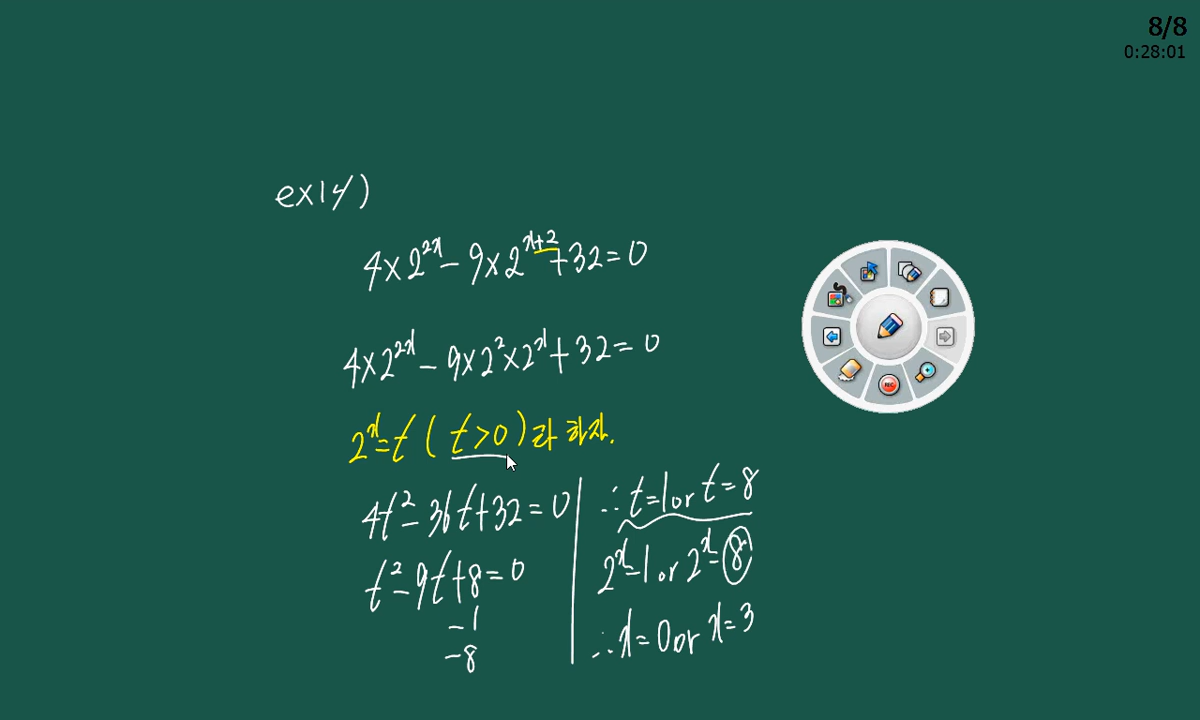 8/8
0:28:01
ex14)
4×2^{2x} - 9×2^{x+2} + 32 = 0
4×2^{2x} - 9×2^2×2^x + 32 = 0
2^x = t ( t > 0 ) 라 하자.
4t^2 - 36t + 32 = 0
t^2 - 9t + 8 = 0
-1
-8
∴ t = 1 or t = 8
2^x = 1 or 2^x = 8
∴ x = 0 or x = 3
NC